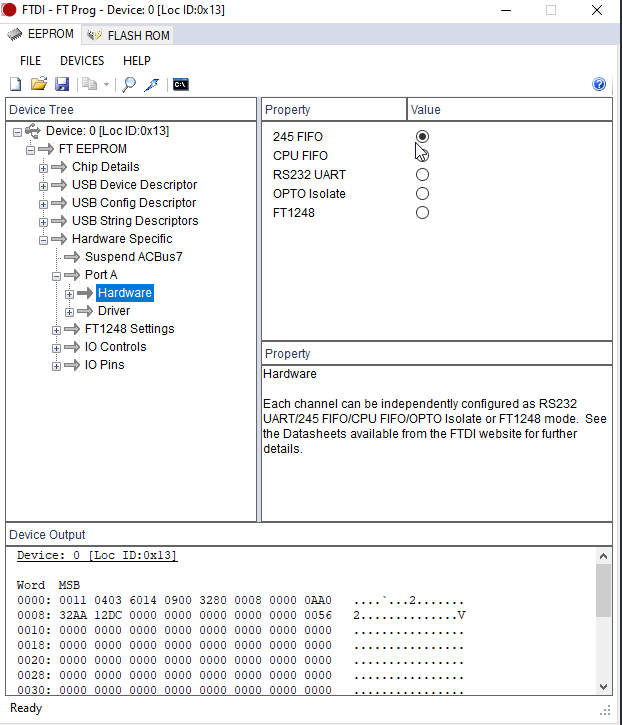 FTDI - FT Prog - Device: 0 [Loc ID:0x13]
EEPROM FLASH ROM
FILE DEVICES HELP
C:\
Device Tree
Device: 0 [Loc ID:0x13]
FT EEPROM
Chip Details
USB Device Descriptor
USB Config Descriptor
USB String Descriptors
Hardware Specific
Suspend ACBus7
Port A
Hardware
Driver
FT1248 Settings
IO Controls
IO Pins
Property Value
245 FIFO
CPU FIFO
RS232 UART
OPTO Isolate
FT1248
Property
Hardware
Each channel can be independently configured as RS232
UART/245 FIFO/CPU FIFO/OPTO Isolate or FT1248 mode. See
the Datasheets available from the FTDI website for further
details.
Device Output
Device: 0 [Loc ID:0x13]
Word MSB
0000: 0011 0403 6014 0900 3280 0008 0000 0AA0 ....`...2.......
0008: 32AA 12DC 0000 0000 0000 0000 0000 0056 2..............V
0010: 0000 0000 0000 0000 0000 0000 0000 0000 ................
0018: 0000 0000 0000 0000 0000 0000 0000 0000 ................
0020: 0000 0000 0000 0000 0000 0000 0000 0000 ................
0028: 0000 0000 0000 0000 0000 0000 0000 0000 ................
0030: 0000 0000 0000 0000 0000 0000 0000 0000 ................
Ready